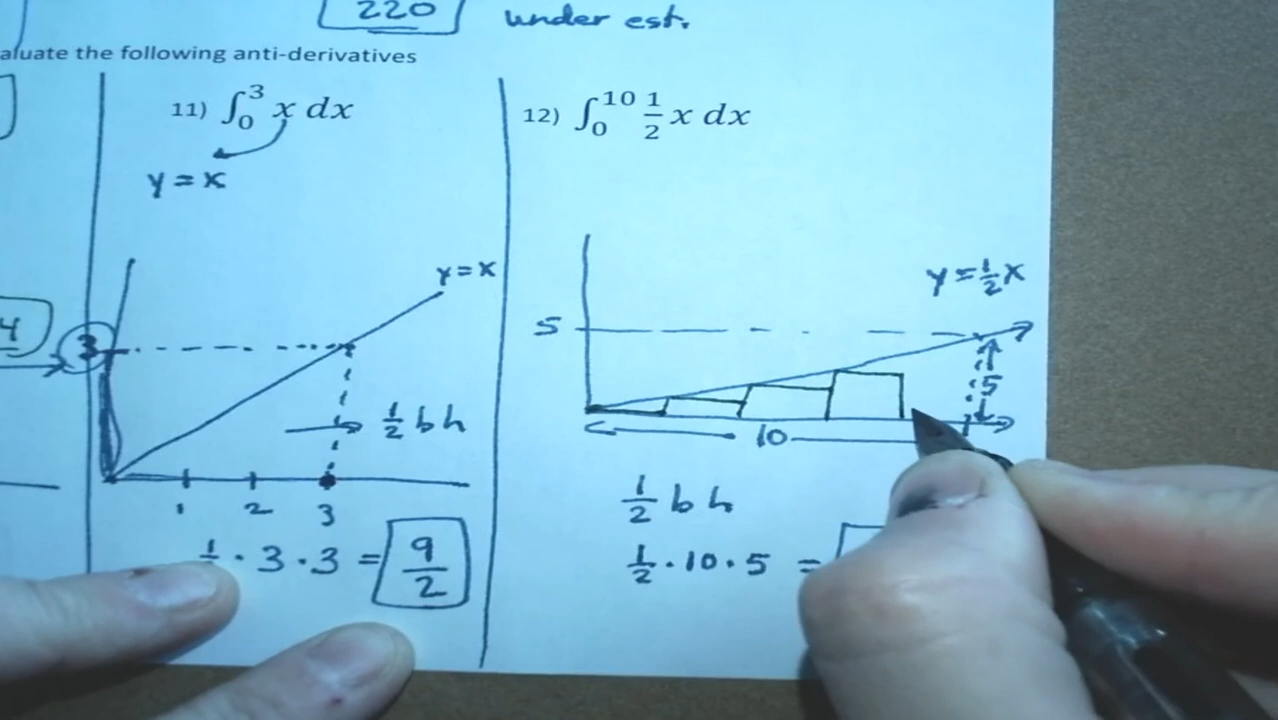 220 under est.
aluate the following anti-derivatives
11) ∫₀³ x dx
y = x
y = x
3
1/2 b h
1 2 3
1/2 · 3 · 3 = 9/2
4
12) ∫₀¹⁰ 1/2 x dx
y = 1/2 x
5
5
10
1/2 b h
1/2 · 10 · 5 =